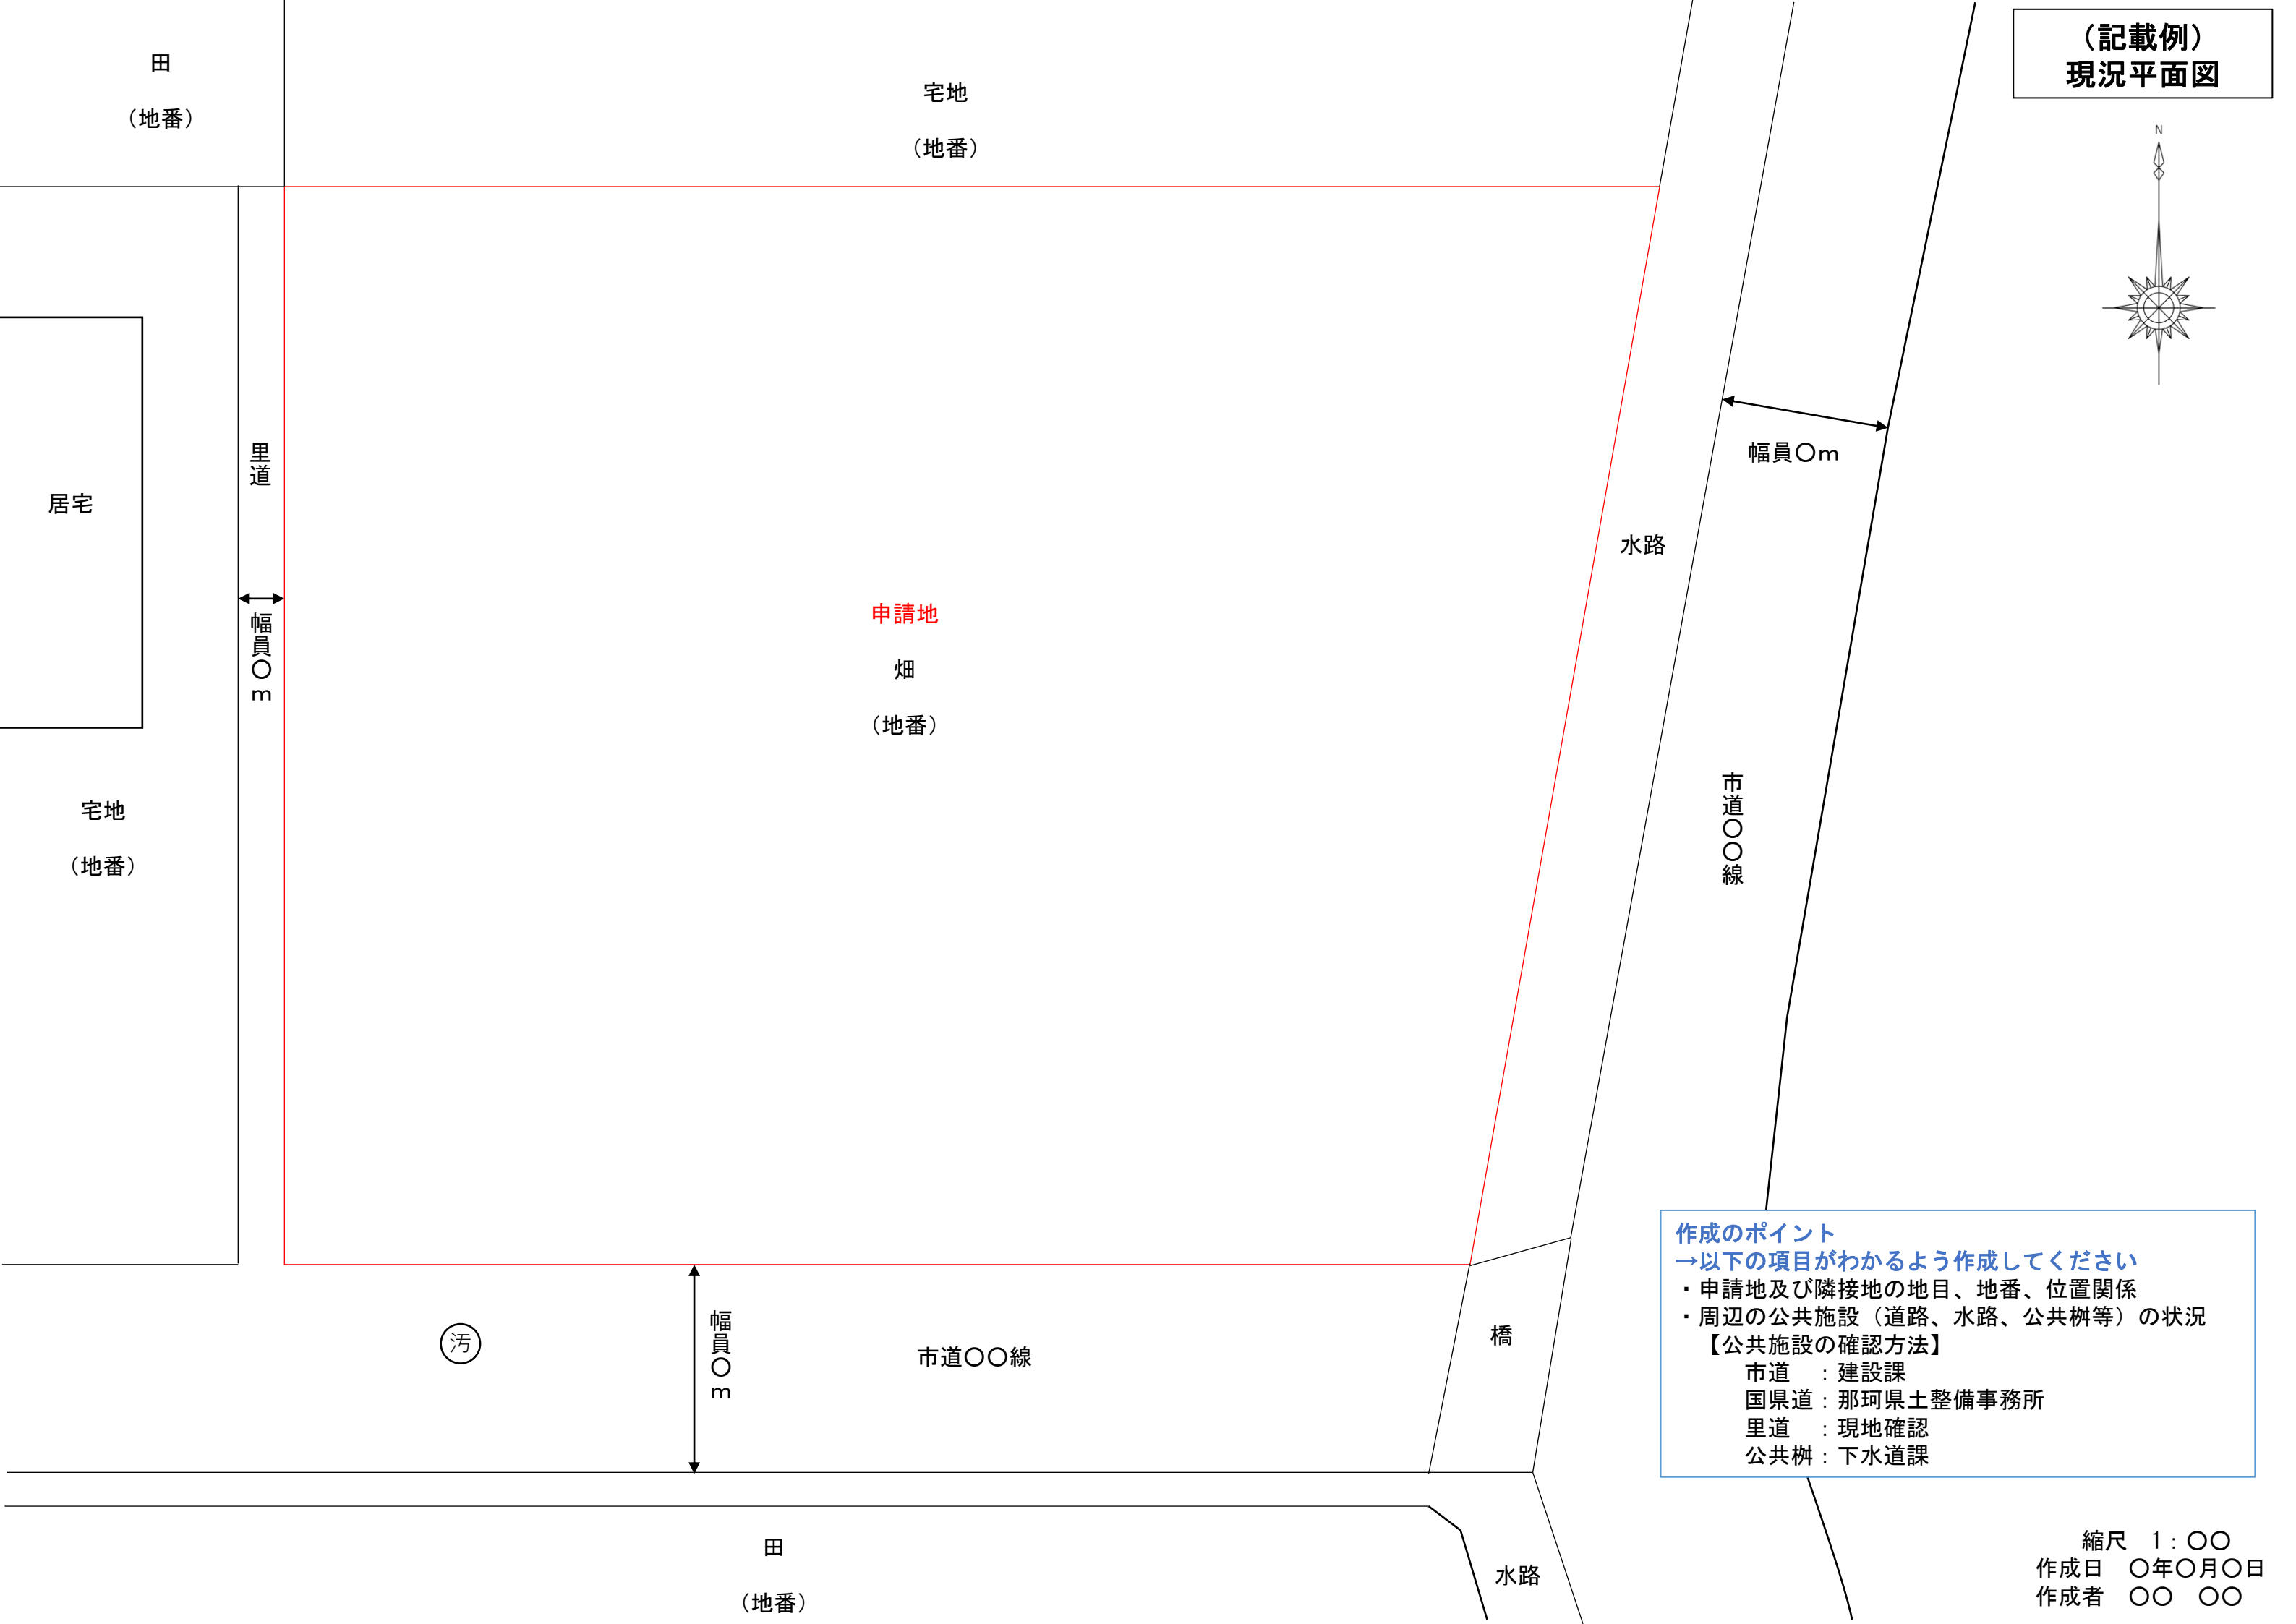 （記載例）
現況平面図
N
田
（地番）
宅地
（地番）
里道
幅員〇ｍ
居宅
宅地
（地番）
申請地
畑
（地番）
水路
幅員〇ｍ
市道〇〇線
汚
幅員〇ｍ
市道〇〇線
橋
田
（地番）
水路
作成のポイント
→以下の項目がわかるよう作成してください
・申請地及び隣接地の地目、地番、位置関係
・周辺の公共施設（道路、水路、公共桝等）の状況
【公共施設の確認方法】
市道　：建設課
国県道：那珂県土整備事務所
里道　：現地確認
公共桝：下水道課
縮尺　1：〇〇
作成日　〇年〇月〇日
作成者　〇〇　〇〇